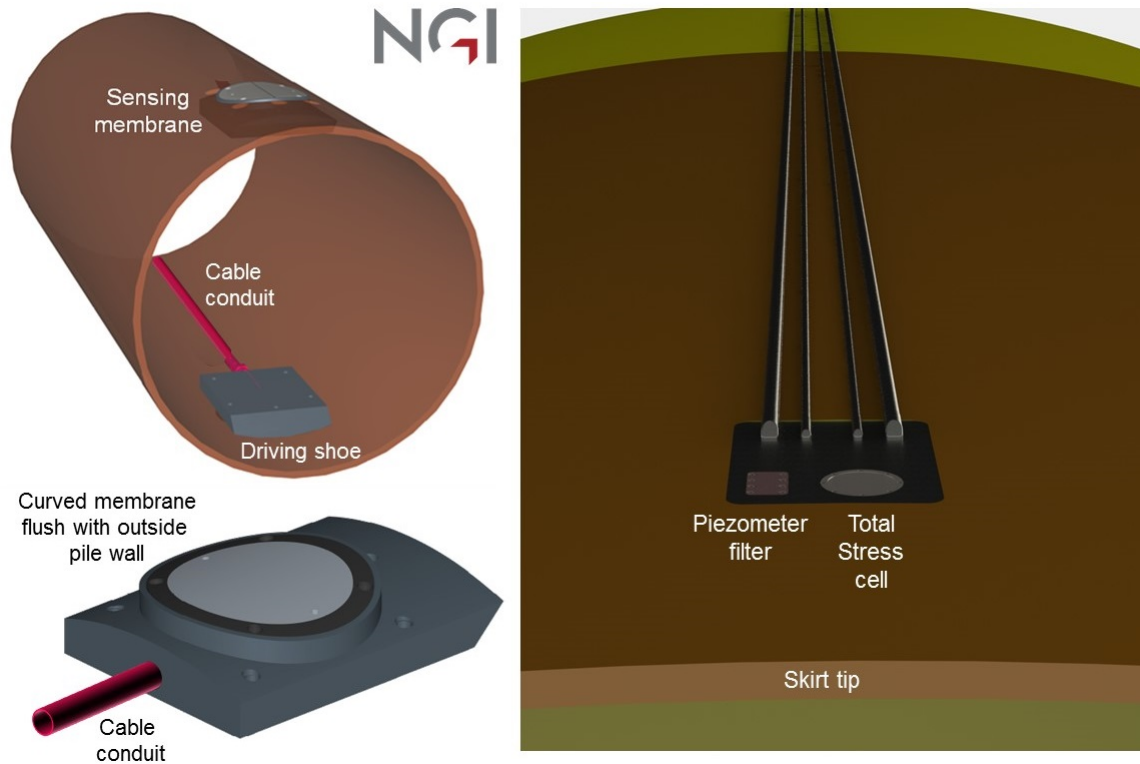 NGI
Sensing
membrane
Cable
conduit
Driving shoe
Curved membrane
flush with outside
pile wall
Cable
conduit
Piezometer
filter
Total
Stress
cell
Skirt tip